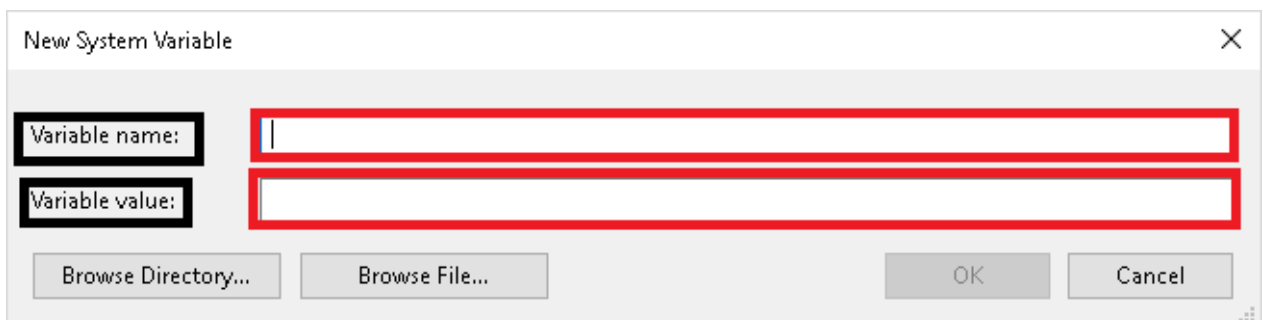 New System Variable
Variable name:
Variable value:
Browse Directory...
Browse File...
OK
Cancel